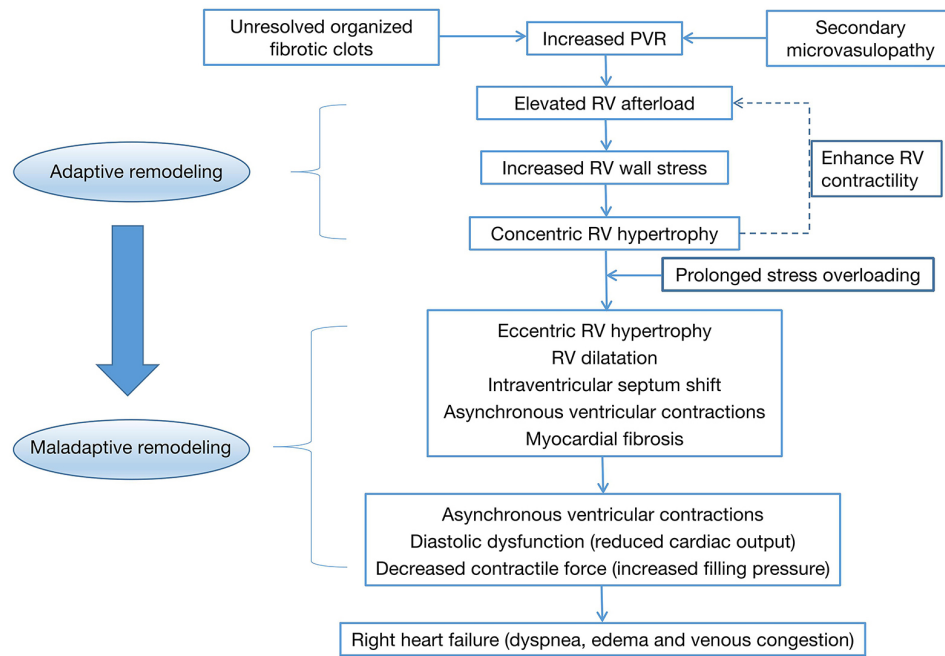 Unresolved organized
fibrotic clots
Increased PVR
Secondary
microvasulopathy
Elevated RV afterload
Adaptive remodeling
Increased RV wall stress
Enhance RV
contractility
Concentric RV hypertrophy
Prolonged stress overloading
Eccentric RV hypertrophy
RV dilatation
Intraventricular septum shift
Asynchronous ventricular contractions
Myocardial fibrosis
Maladaptive remodeling
Asynchronous ventricular contractions
Diastolic dysfunction (reduced cardiac output)
Decreased contractile force (increased filling pressure)
Right heart failure (dyspnea, edema and venous congestion)